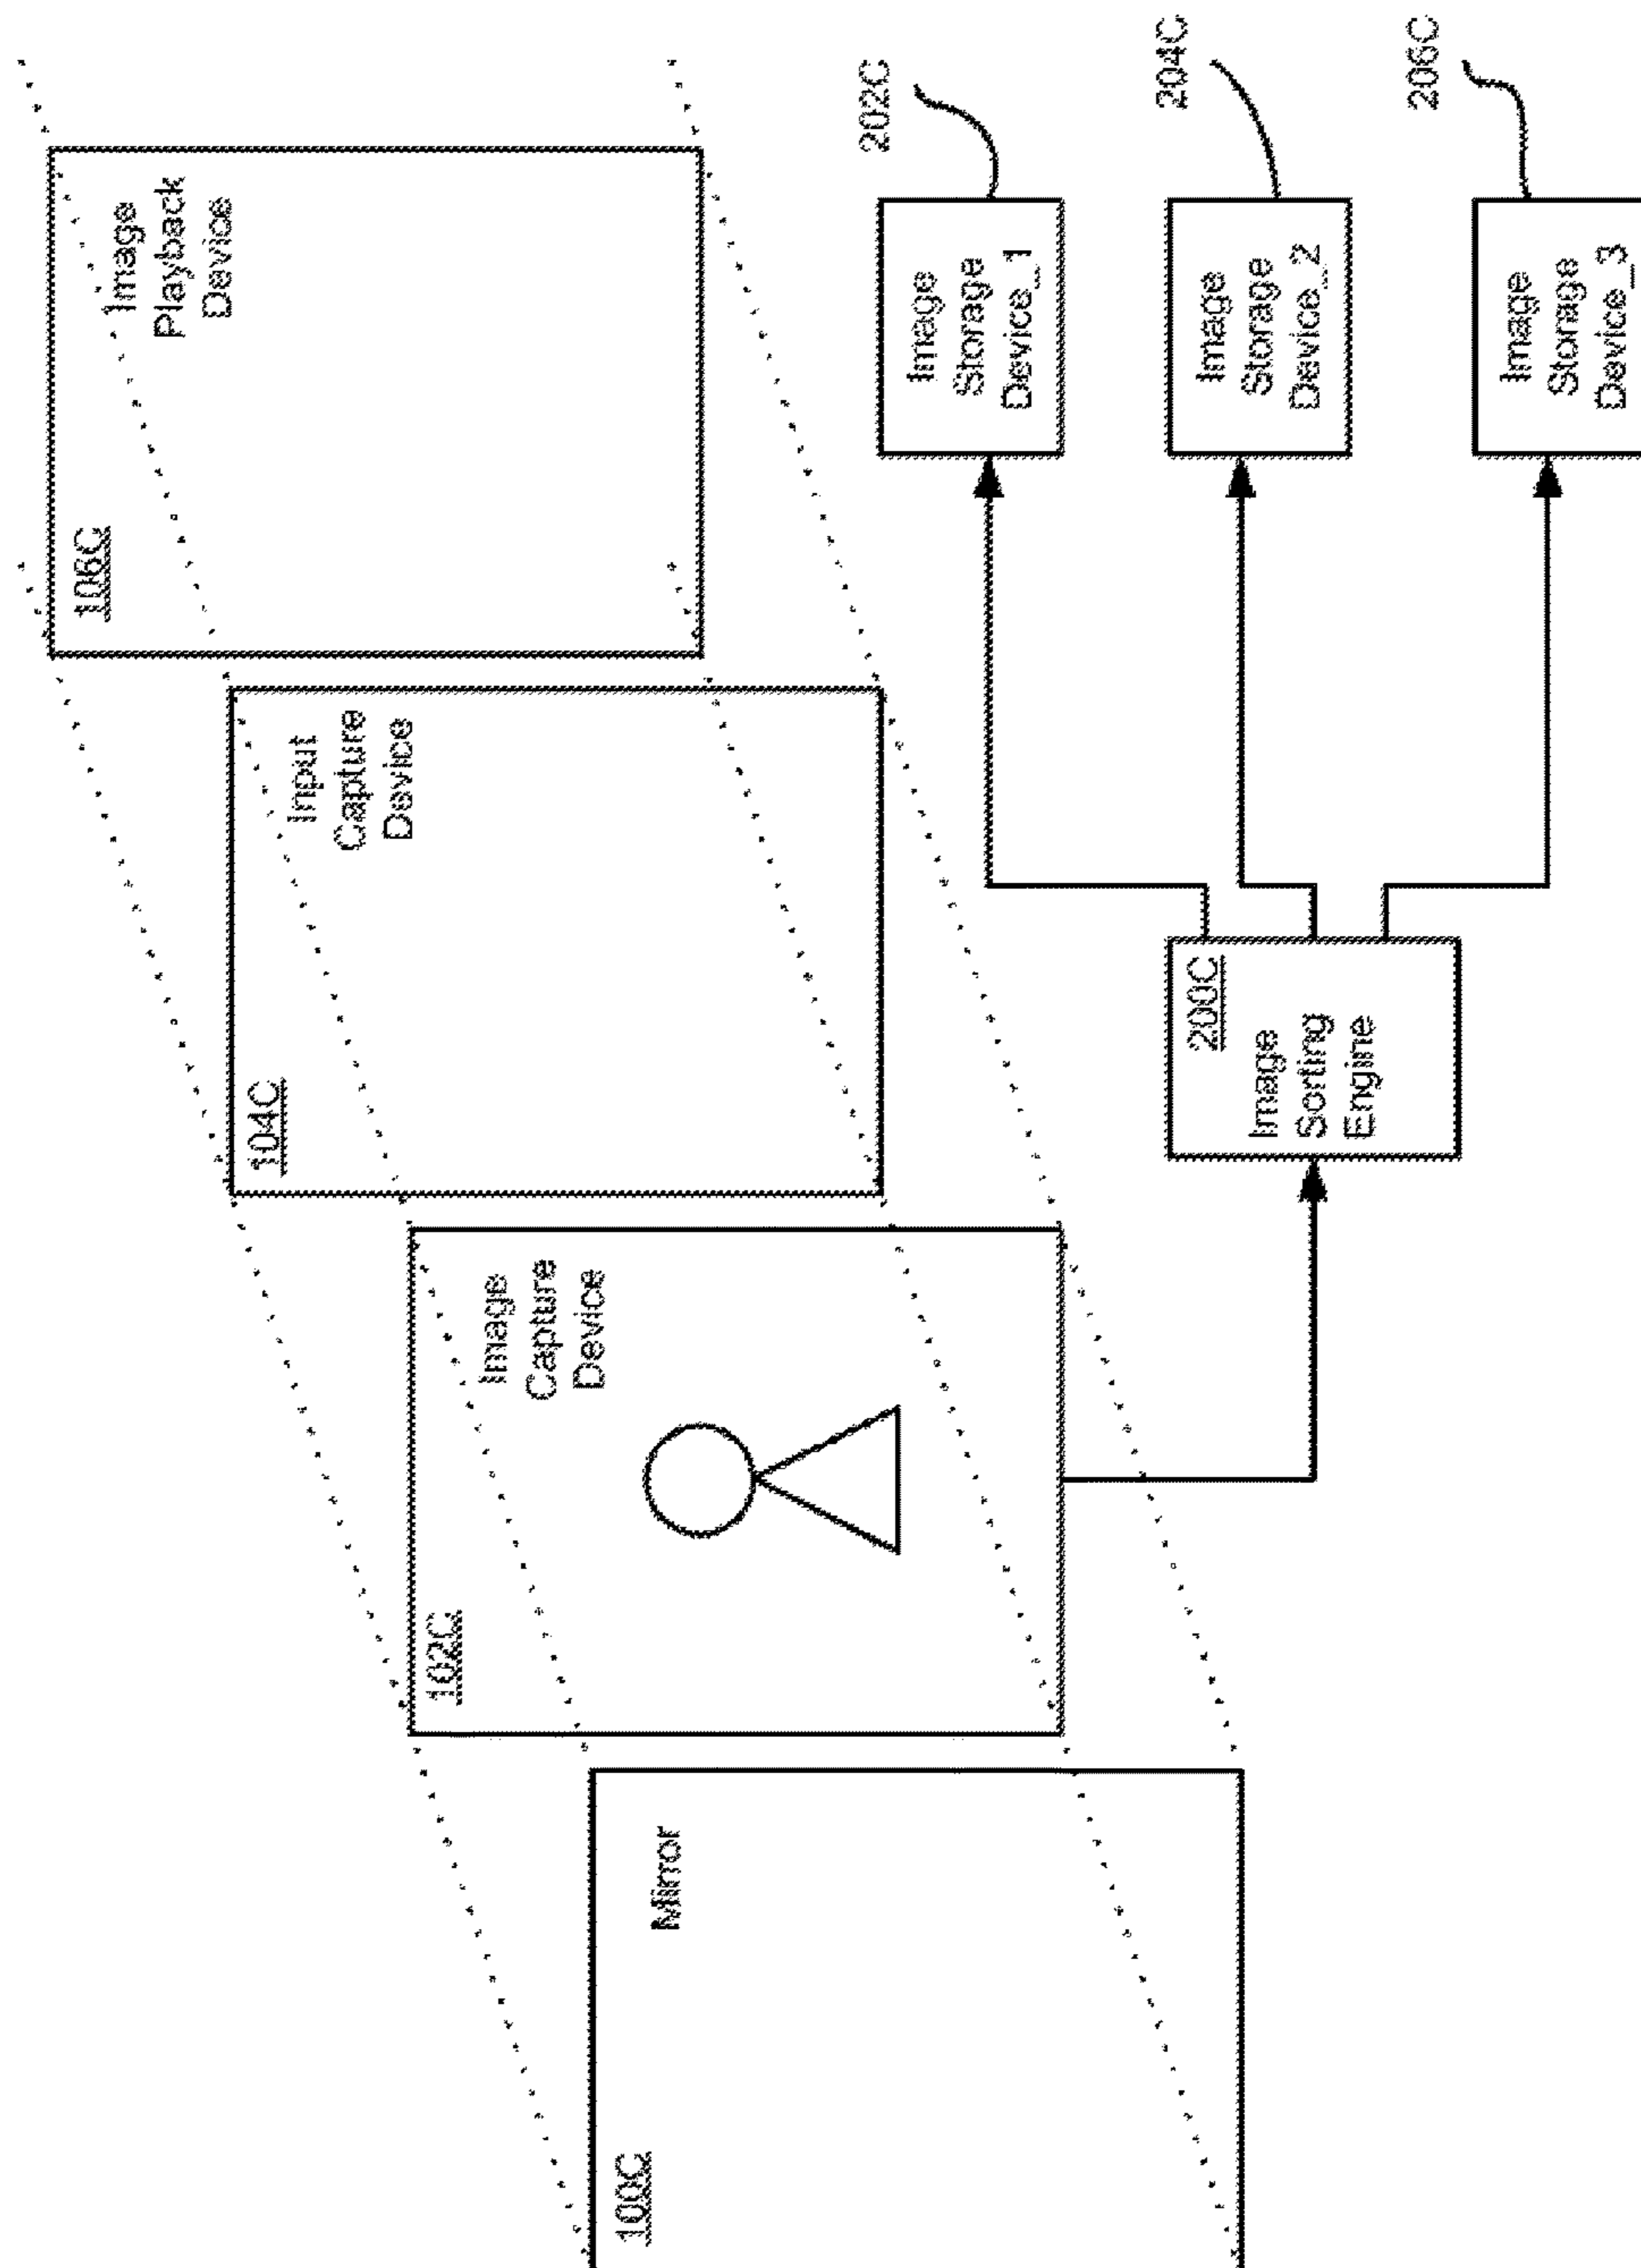 100C
Mirror
102C
Image
Capture
Device
104C
Input
Capture
Device
106C
Image
Playback
Device
200C
Image
Sorting
Engine
202C
Image
Storage
Device_1
204C
Image
Storage
Device_2
206C
Image
Storage
Device_3